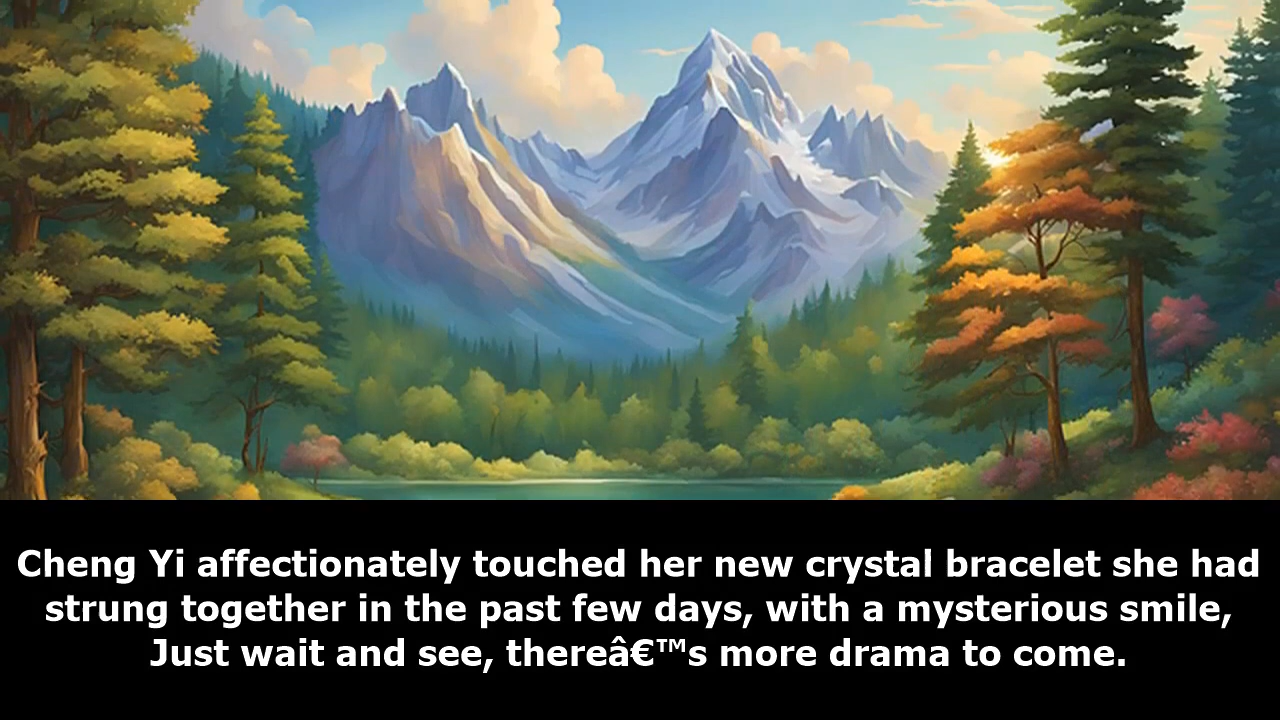 Cheng Yi affectionately touched her new crystal bracelet she had
strung together in the past few days, with a mysterious smile,
Just wait and see, thereâ€™s more drama to come.